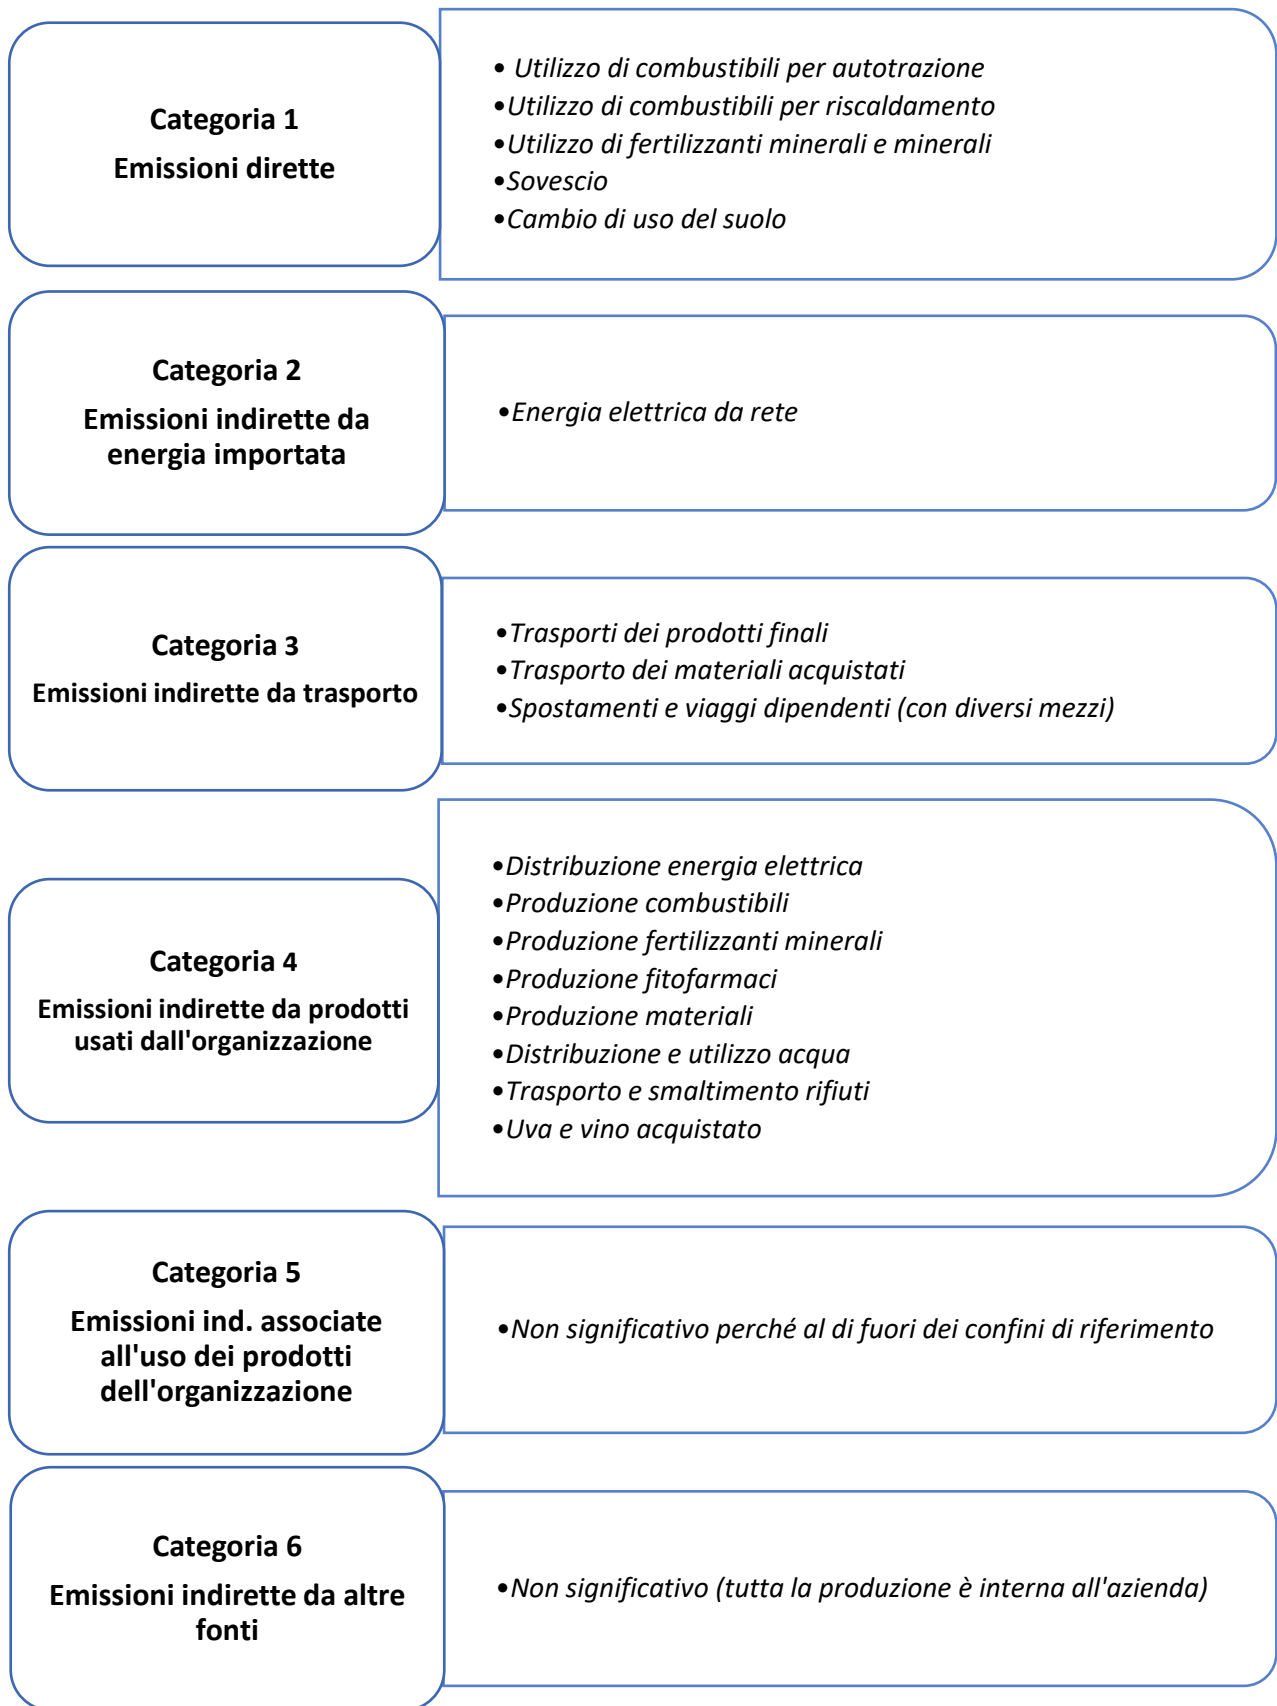 Categoria 1
Emissioni dirette
• Utilizzo di combustibili per autotrazione
•Utilizzo di combustibili per riscaldamento
•Utilizzo di fertilizzanti minerali e minerali
•Sovescio
•Cambio di uso del suolo
Categoria 2
Emissioni indirette da
energia importata
•Energia elettrica da rete
Categoria 3
Emissioni indirette da trasporto
•Trasporti dei prodotti finali
•Trasporto dei materiali acquistati
•Spostamenti e viaggi dipendenti (con diversi mezzi)
Categoria 4
Emissioni indirette da prodotti
usati dall'organizzazione
•Distribuzione energia elettrica
•Produzione combustibili
•Produzione fertilizzanti minerali
•Produzione fitofarmaci
•Produzione materiali
•Distribuzione e utilizzo acqua
•Trasporto e smaltimento rifiuti
•Uva e vino acquistato
Categoria 5
Emissioni ind. associate
all'uso dei prodotti
dell'organizzazione
•Non significativo perché al di fuori dei confini di riferimento
Categoria 6
Emissioni indirette da altre
fonti
•Non significativo (tutta la produzione è interna all'azienda)